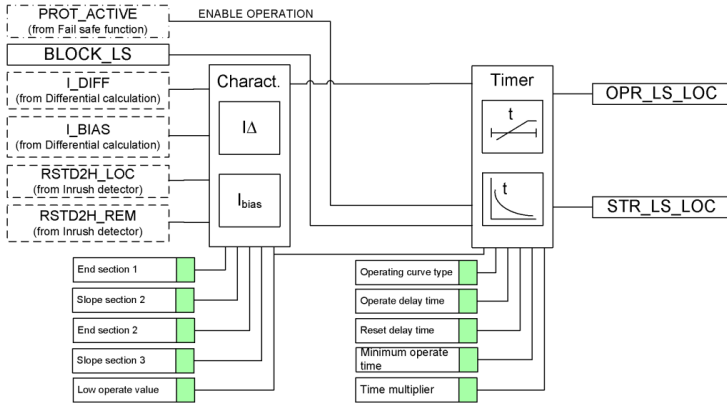 PROT_ACTIVE
(from Fail safe function)
ENABLE OPERATION
BLOCK_LS
I_DIFF
(from Differential calculation)
I_BIAS
(from Differential calculation)
RSTD2H_LOC
(from Inrush detector)
RSTD2H_REM
(from Inrush detector)
Charact.
I∆
Ibias
Timer
t
t
OPR_LS_LOC
STR_LS_LOC
End section 1
Slope section 2
End section 2
Slope section 3
Low operate value
Operating curve type
Operate delay time
Reset delay time
Minimum operate
time
Time multiplier